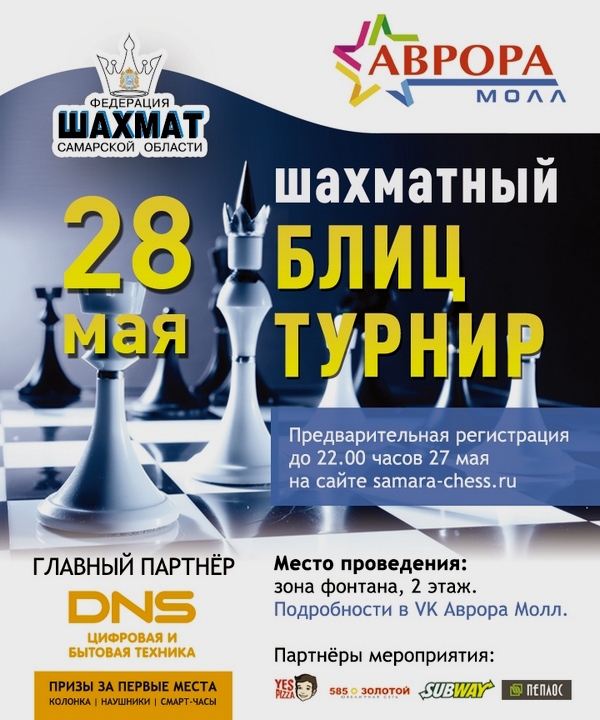 ФЕДЕРАЦИЯ
ШАХМАТ
САМАРСКОЙ ОБЛАСТИ
АВРОРА
МОЛЛ
28
мая
шахматный
БЛИЦ
ТУРНИР
Предварительная регистрация
до 22.00 часов 27 мая
на сайте samara-chess.ru
ГЛАВНЫЙ ПАРТНЁР
DNS
ЦИФРОВАЯ И
БЫТОВАЯ ТЕХНИКА
ПРИЗЫ ЗА ПЕРВЫЕ МЕСТА
КОЛОНКА | НАУШНИКИ | СМАРТ-ЧАСЫ
Место проведения:
зона фонтана, 2 этаж.
Подробности в VK Аврора Молл.
Партнёры мероприятия:
YES
PIZZA
585 ЗОЛОТОЙ
ЮВЕЛИРНАЯ СЕТЬ
SUBWAY
ПЕПЛОС